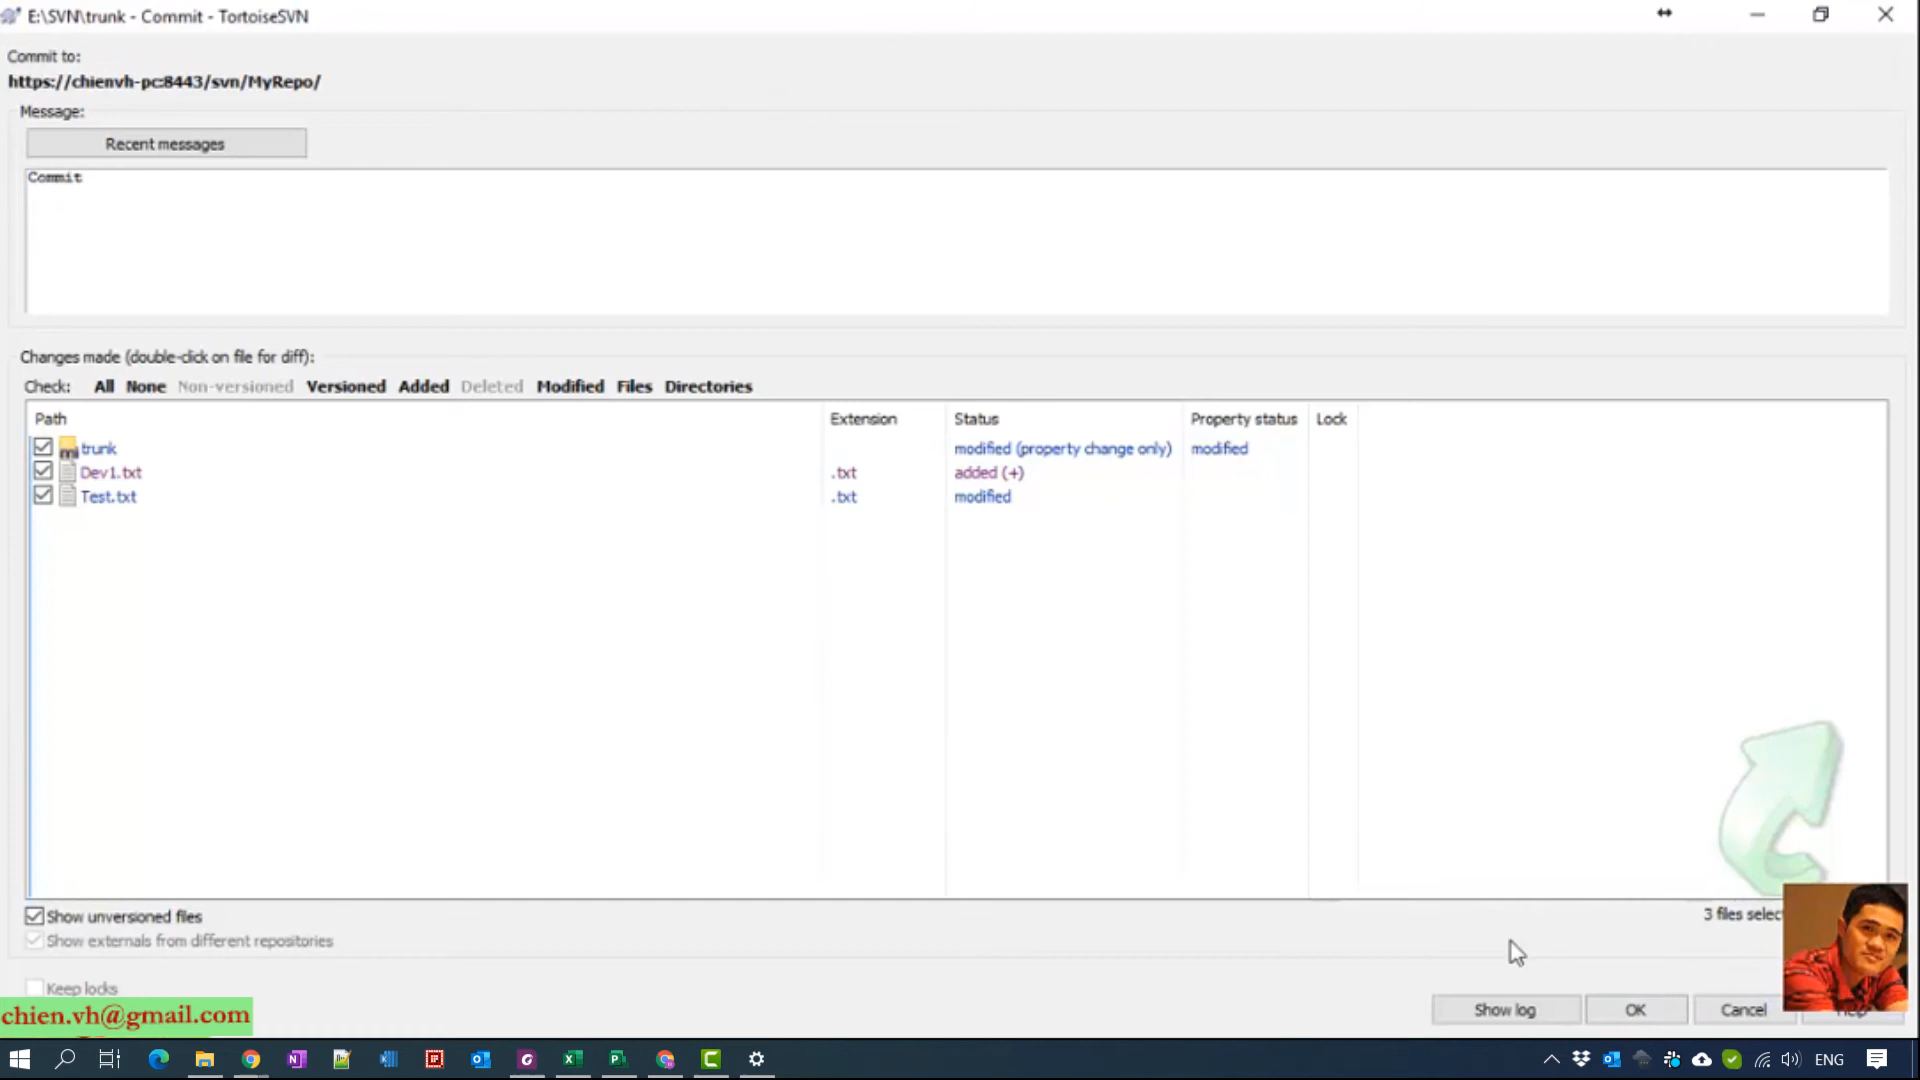 E:\SVN\trunk - Commit - TortoiseSVN
Commit to:
https://chienvh-pc:8443/svn/MyRepo/
Message:
Recent messages
Commit
Changes made (double-click on file for diff):
Check: All None Non-versioned Versioned Added Deleted Modified Files Directories
Path Extension Status Property status Lock
trunk modified (property change only) modified
Dev1.txt .txt added (+)
Test.txt .txt modified
Show unversioned files
3 files selec
Show externals from different repositories
Keep locks
chien.vh@gmail.com
Show log OK Cancel Help
ENG